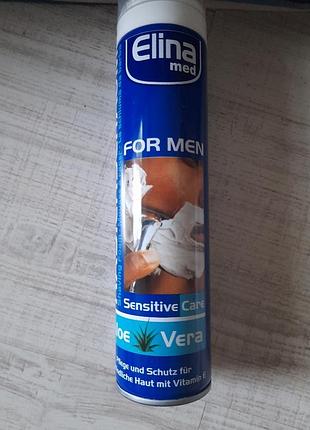 Elina
med
FOR MEN
Sensitive Care
Vera
und Schutz für
Haut mit Vitamin E